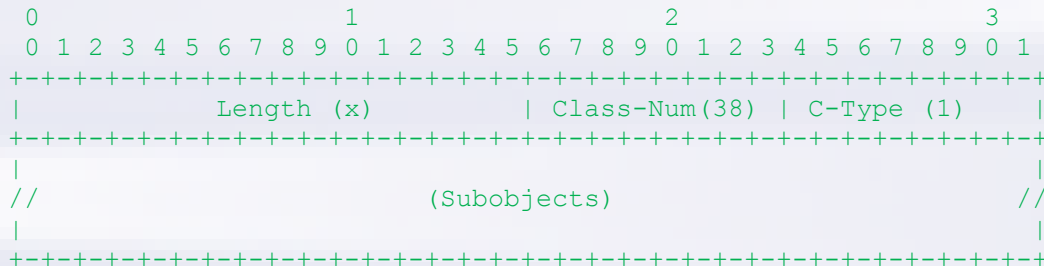 0                   1                   2                   3
 0 1 2 3 4 5 6 7 8 9 0 1 2 3 4 5 6 7 8 9 0 1 2 3 4 5 6 7 8 9 0 1
+-+-+-+-+-+-+-+-+-+-+-+-+-+-+-+-+-+-+-+-+-+-+-+-+-+-+-+-+-+-+-+-+
|            Length (x)         | Class-Num(38) | C-Type (1)    |
+-+-+-+-+-+-+-+-+-+-+-+-+-+-+-+-+-+-+-+-+-+-+-+-+-+-+-+-+-+-+-+-+
|                                                               |
//                        (Subobjects)                         //
|                                                               |
+-+-+-+-+-+-+-+-+-+-+-+-+-+-+-+-+-+-+-+-+-+-+-+-+-+-+-+-+-+-+-+-+